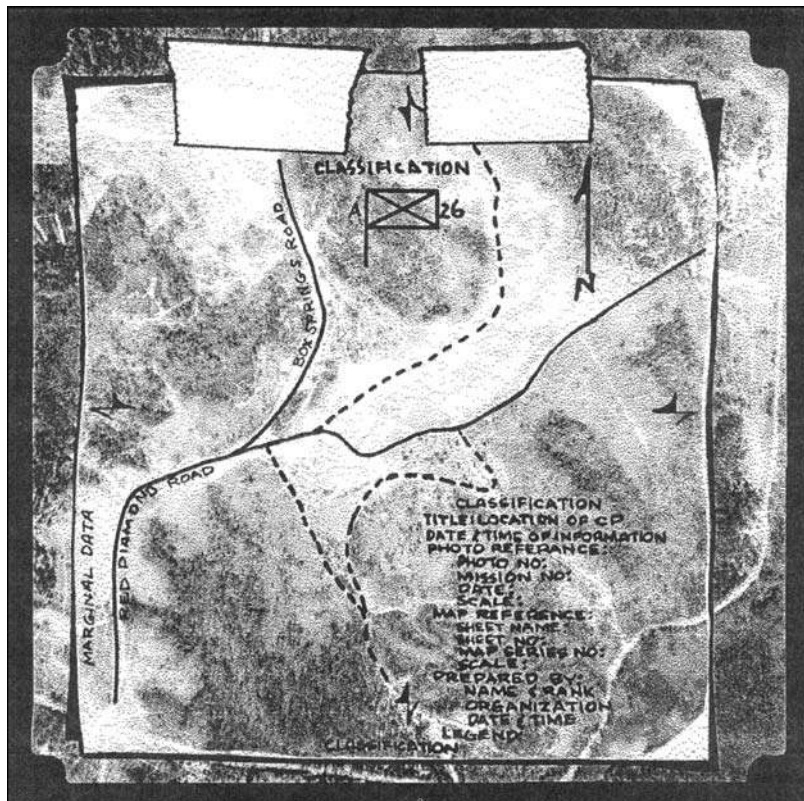 CLASSIFICATION
A 26
N
BOX SPRINGS ROAD
RED DIAMOND ROAD
MARGINAL DATA
CLASSIFICATION
TITLE: LOCATION OF CP
DATE & TIME OF INFORMATION
PHOTO REFERANCE:
PHOTO NO:
MISSION NO:
DATE:
SCALE:
MAP REFERENCE:
SHEET NAME:
SHEET NO:
MAP SERIES NO:
SCALE:
PREPARED BY:
NAME & RANK
ORGANIZATION
DATE & TIME
LEGEND:
CLASSIFICATION